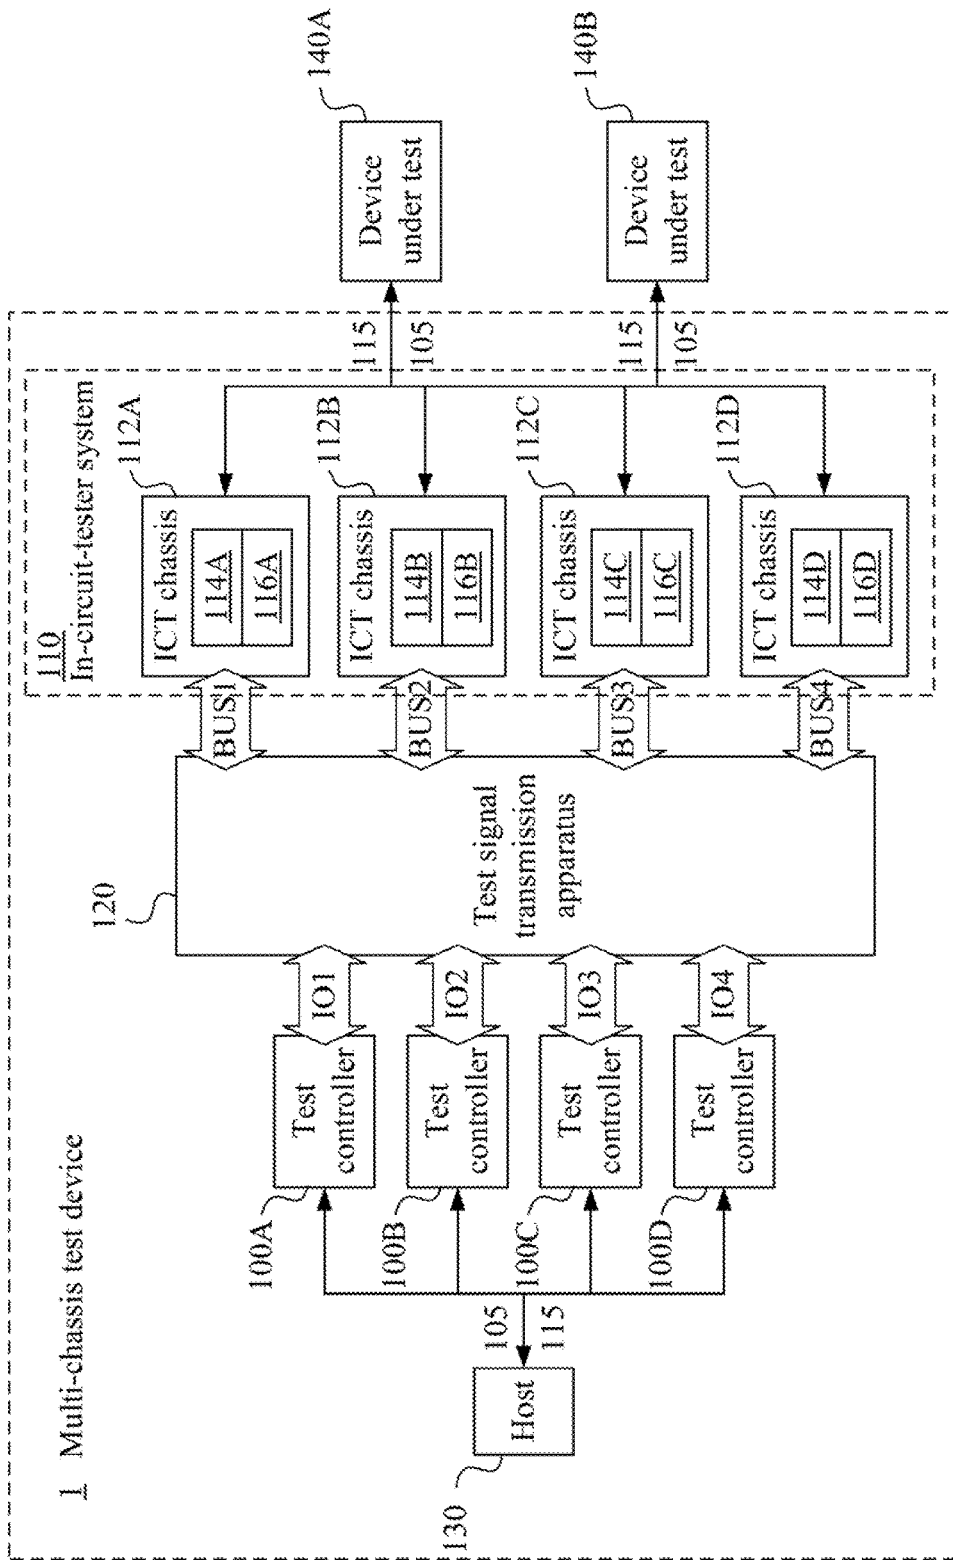 1 Multi-chassis test device
130
Host
105
115
100A
Test
controller
100B
Test
controller
100C
Test
controller
100D
Test
controller
IO1
IO2
IO3
IO4
120
Test signal
transmission
apparatus
BUS1
BUS2
BUS3
BUS4
110
In-circuit-tester system
112A
ICT chassis
114A
116A
112B
ICT chassis
114B
116B
112C
ICT chassis
114C
116C
112D
ICT chassis
114D
116D
115
105
115
105
140A
Device
under test
140B
Device
under test